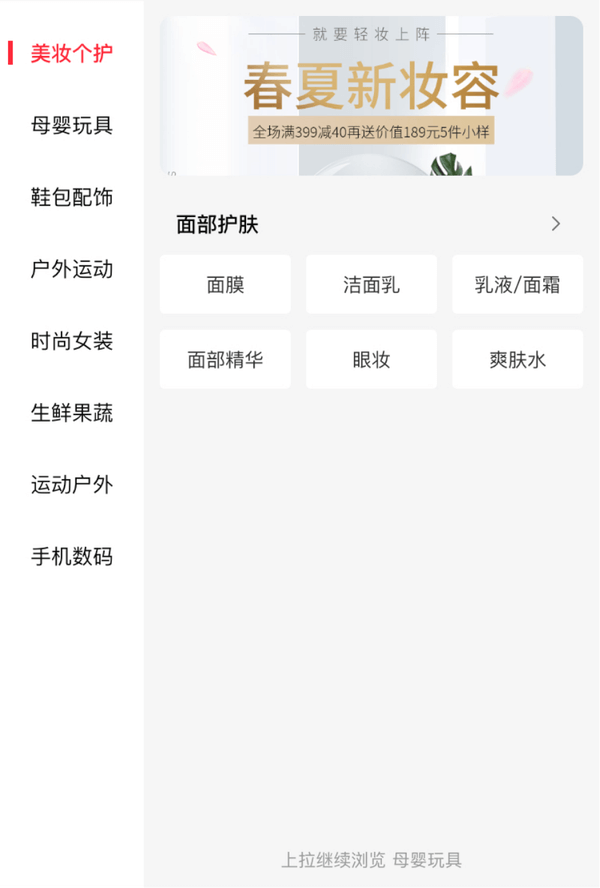 美妆个护
母婴玩具
鞋包配饰
户外运动
时尚女装
生鲜果蔬
运动户外
手机数码
就要轻妆上阵
春夏新妆容
全场满399减40再送价值189元5件小样
面部护肤
面膜
洁面乳
乳液/面霜
面部精华
眼妆
爽肤水
上拉继续浏览 母婴玩具